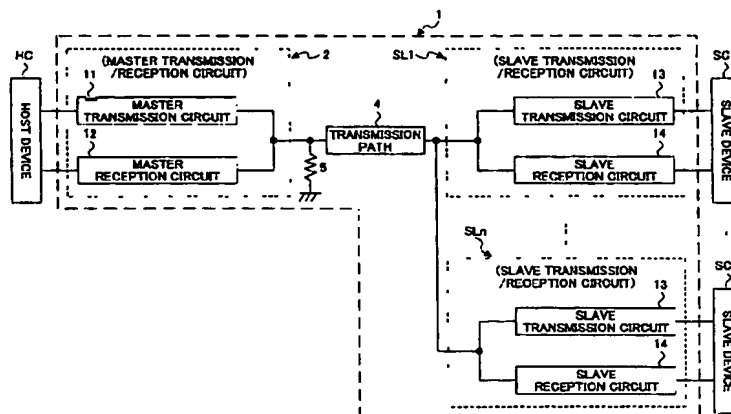 1
HC
(MASTER TRANSMISSION
/RECEPTION CIRCUIT)
2
SL1
(SLAVE TRANSMISSION
/RECEPTION CIRCUIT)
SC
11
MASTER
TRANSMISSION CIRCUIT
4
TRANSMISSION
PATH
13
SLAVE
TRANSMISSION CIRCUIT
HOST DEVICE
12
MASTER
RECEPTION CIRCUIT
5
14
SLAVE
RECEPTION CIRCUIT
SLAVE DEVICE
SLn
(SLAVE TRANSMISSION
/RECEPTION CIRCUIT)
SC
13
SLAVE
TRANSMISSION CIRCUIT
14
SLAVE
RECEPTION CIRCUIT
SLAVE DEVICE